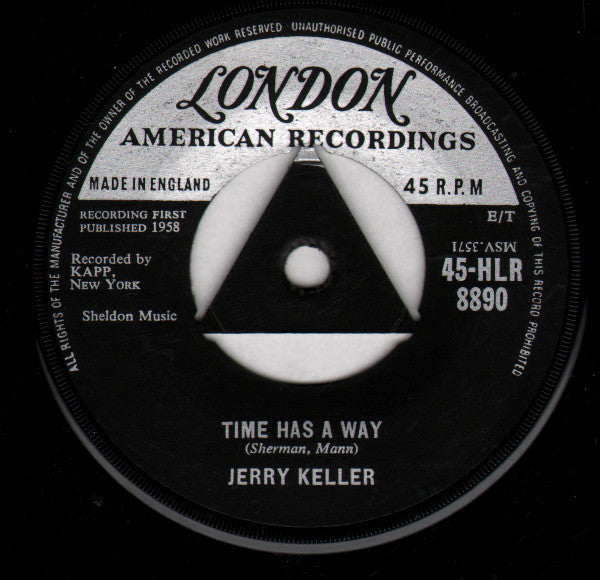 ALL RIGHTS OF THE MANUFACTURER AND OF THE OWNER OF THE RECORDED WORK RESERVED UNAUTHORISED PUBLIC PERFORMANCE BROADCASTING AND COPYING OF THIS RECORD PROHIBITED
LONDON
AMERICAN RECORDINGS
MADE IN ENGLAND
45 R.P.M
RECORDING FIRST
PUBLISHED 1958
E/T
MSV.3571
Recorded by
KAPP,
NEW YORK
45-HLR
8890
Sheldon Music
TIME HAS A WAY
(Sherman, Mann)
JERRY KELLER